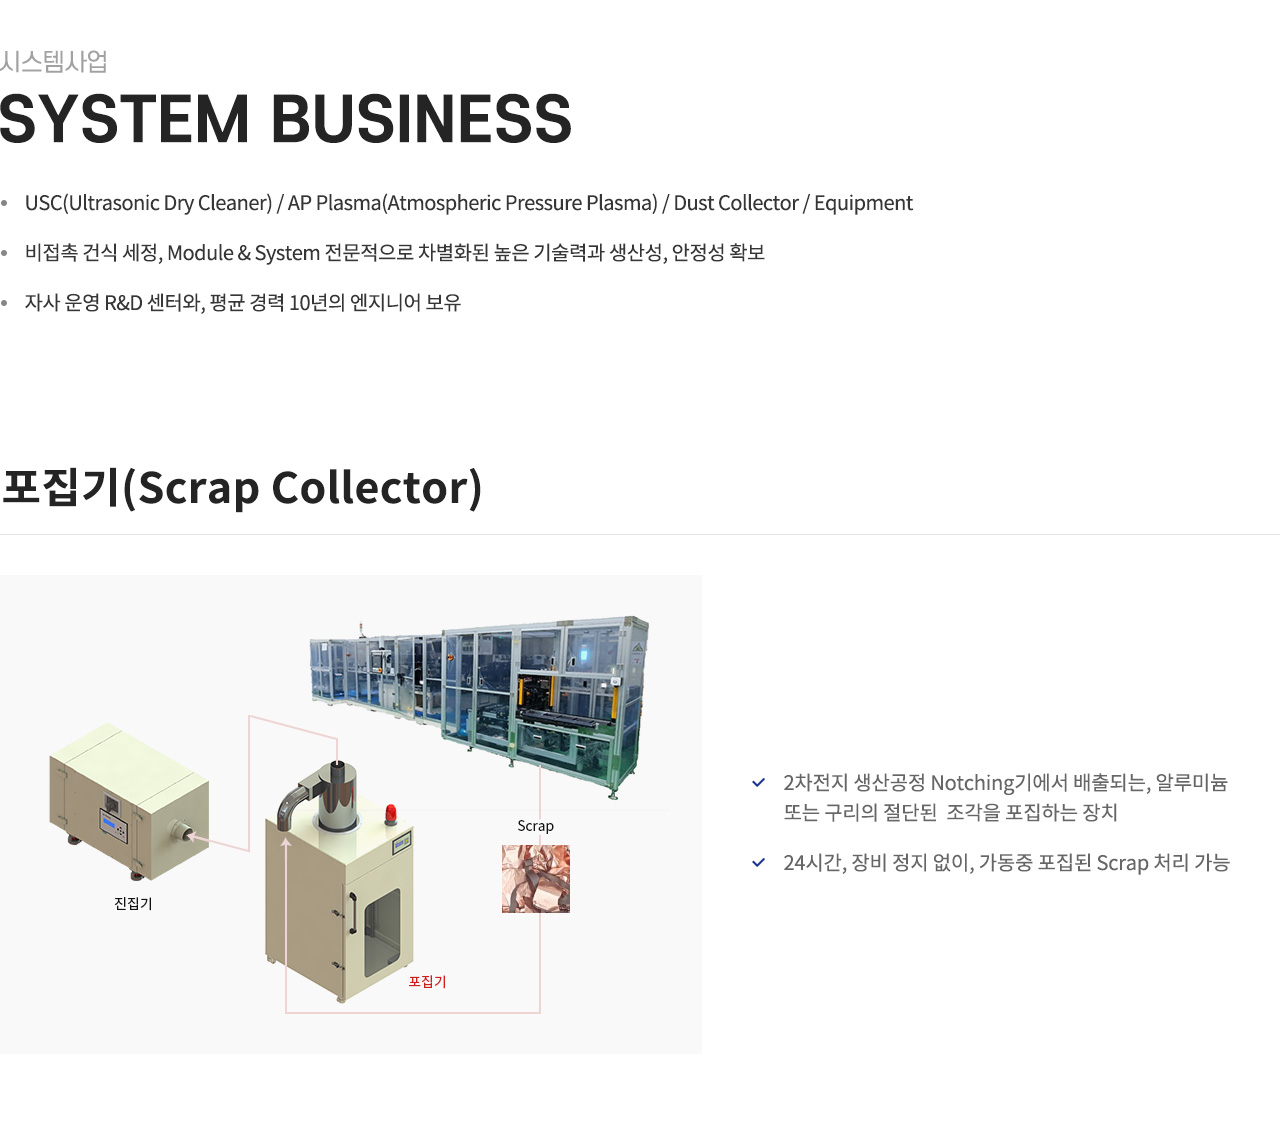 시스템사업
SYSTEM BUSINESS
USC(Ultrasonic Dry Cleaner) / AP Plasma(Atmospheric Pressure Plasma) / Dust Collector / Equipment
비접촉 건식 세정, Module & System 전문적으로 차별화된 높은 기술력과 생산성, 안정성 확보
자사 운영 R&D 센터와, 평균 경력 10년의 엔지니어 보유
포집기(Scrap Collector)
Scrap
진집기
포집기
2차전지 생산공정 Notching기에서 배출되는, 알루미늄
또는 구리의 절단된 조각을 포집하는 장치
24시간, 장비 정지 없이, 가동중 포집된 Scrap 처리 가능